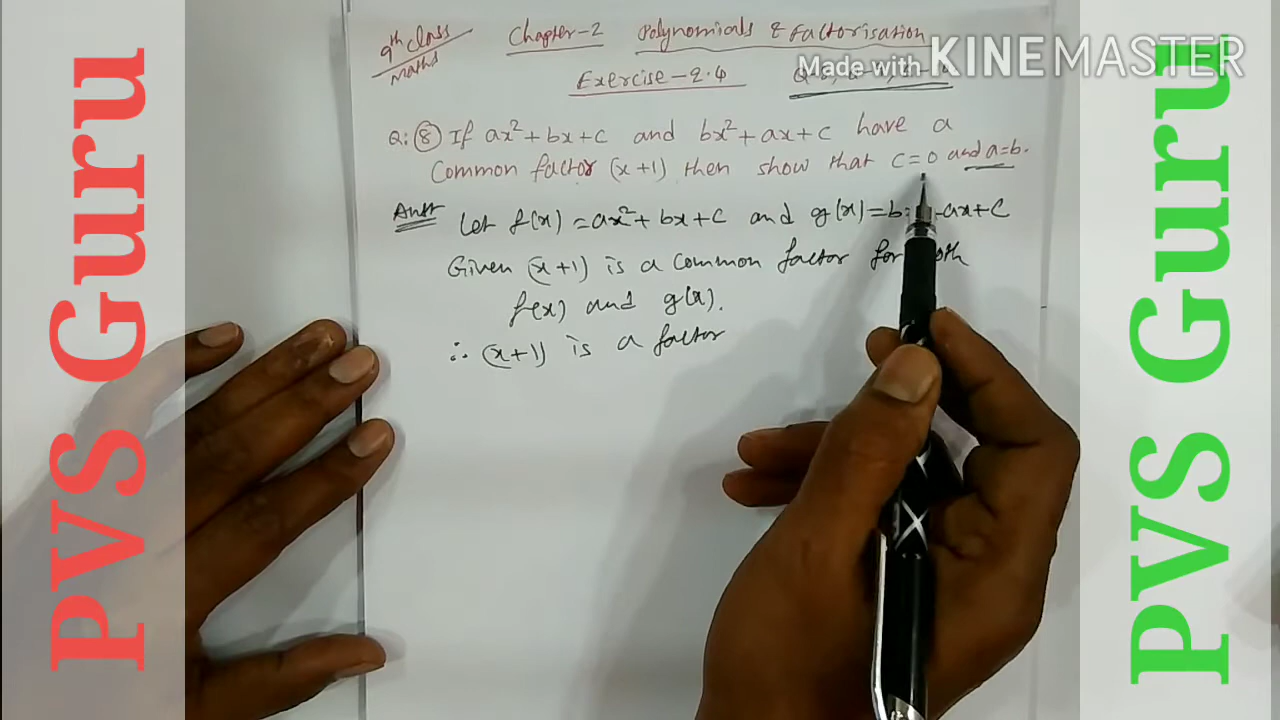 PVS Guru
9th class
maths
Chapter-2 Polynomials & Factorisation
Made with KINEMASTER
Exercise-2.4
Q: 8 If ax²+bx+c and bx²+ax+c have a
Common factor (x+1) then show that c=0 and a=b.
Ans:
Let f(x)=ax²+bx+c and g(x)=b ax+c
Given (x+1) is a common factor for
f(x) and g(x).
∴ (x+1) is a factor
PVS Guru